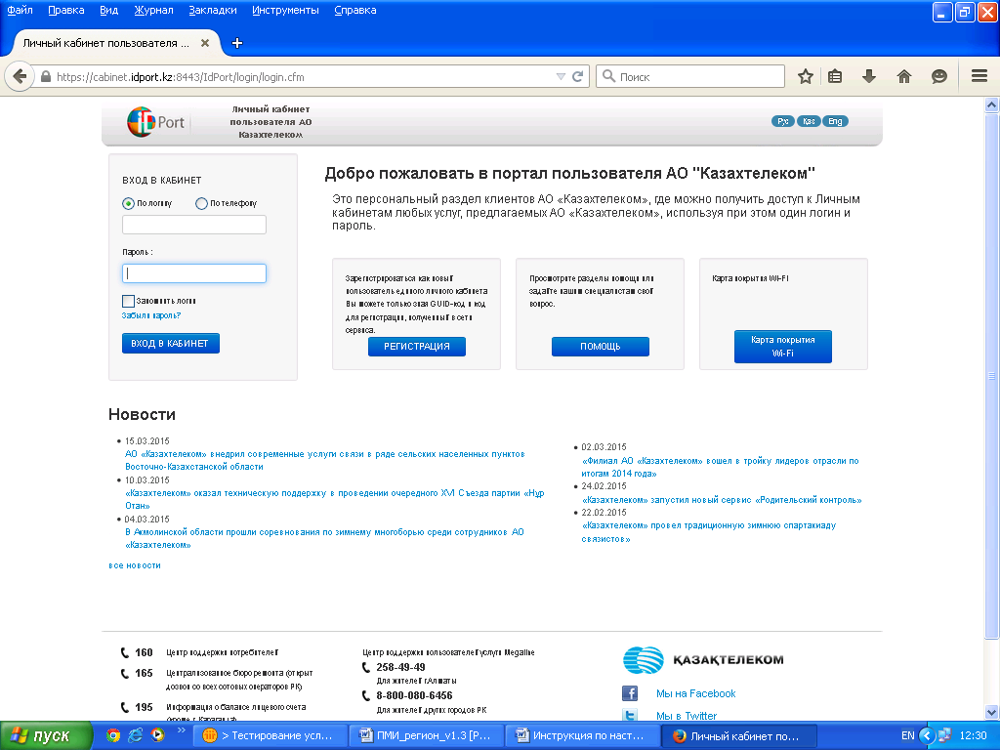 Файл Правка Вид Журнал Закладки Инструменты Справка
Личный кабинет пользователя ...
https://cabinet.idport.kz:8443/IdPort/login/login.cfm
Поиск
id Port
Личный кабинет
пользователя АО
Казахтелеком
Рус Қаз Eng
ВХОД В КАБИНЕТ
По логину По телефону
Пароль :
Запомнить логин
Забыли пароль?
ВХОД В КАБИНЕТ
Добро пожаловать в портал пользователя АО "Казахтелеком"
Это персональный раздел клиентов АО «Казахтелеком», где можно получить доступ к Личным
кабинетам любых услуг, предлагаемых АО «Казахтелеком», используя при этом один логин и
пароль.
Зарегистрироваться как новый
пользователь единого личного кабинета
Вы можете только зная GUID-код и код
для регистрации, полученный в сети
сервиса.
РЕГИСТРАЦИЯ
Просмотрите разделы помощи или
задайте нашим специалистам свой
вопрос.
ПОМОЩЬ
Карта покрытия Wi-Fi
Карта покрытия
Wi-Fi
Новости
15.03.2015
АО «Казахтелеком» внедрил современные услуги связи в ряде сельских населенных пунктов
Восточно-Казахстанской области
10.03.2015
«Казахтелеком» оказал техническую поддержку в проведении очередного XVI Съезда партии «Нұр
Отан»
04.03.2015
В Акмолинской области прошли соревнования по зимнему многоборью среди сотрудников АО
«Казахтелеком»
02.03.2015
«Филиал АО «Казахтелеком» вошел в тройку лидеров отрасли по
итогам 2014 года»
24.02.2015
«Казахтелеком» запустил новый сервис «Родительский контроль»
22.02.2015
«Казахтелеком» провел традиционную зимнюю спартакиаду
связистов»
все новости
160 Центр поддержки потребителей
165 Централизованное бюро ремонта (открыт
дозвон со всех сотовых операторов РК)
195 Информация о балансе лицевого счета
(кроме г. Караганда)
Центр поддержки пользователей услуги Megaline
258-49-49
Для жителей г.Алматы
8-800-080-6456
Для жителей других городов РК
ҚАЗАҚТЕЛЕКОМ
Мы на Facebook
Мы в Twitter
пуск
> Тестирование усл...
ПМИ_регион_v1.3 [Р...
Инструкция по наст...
Личный кабинет по...
EN
12:30